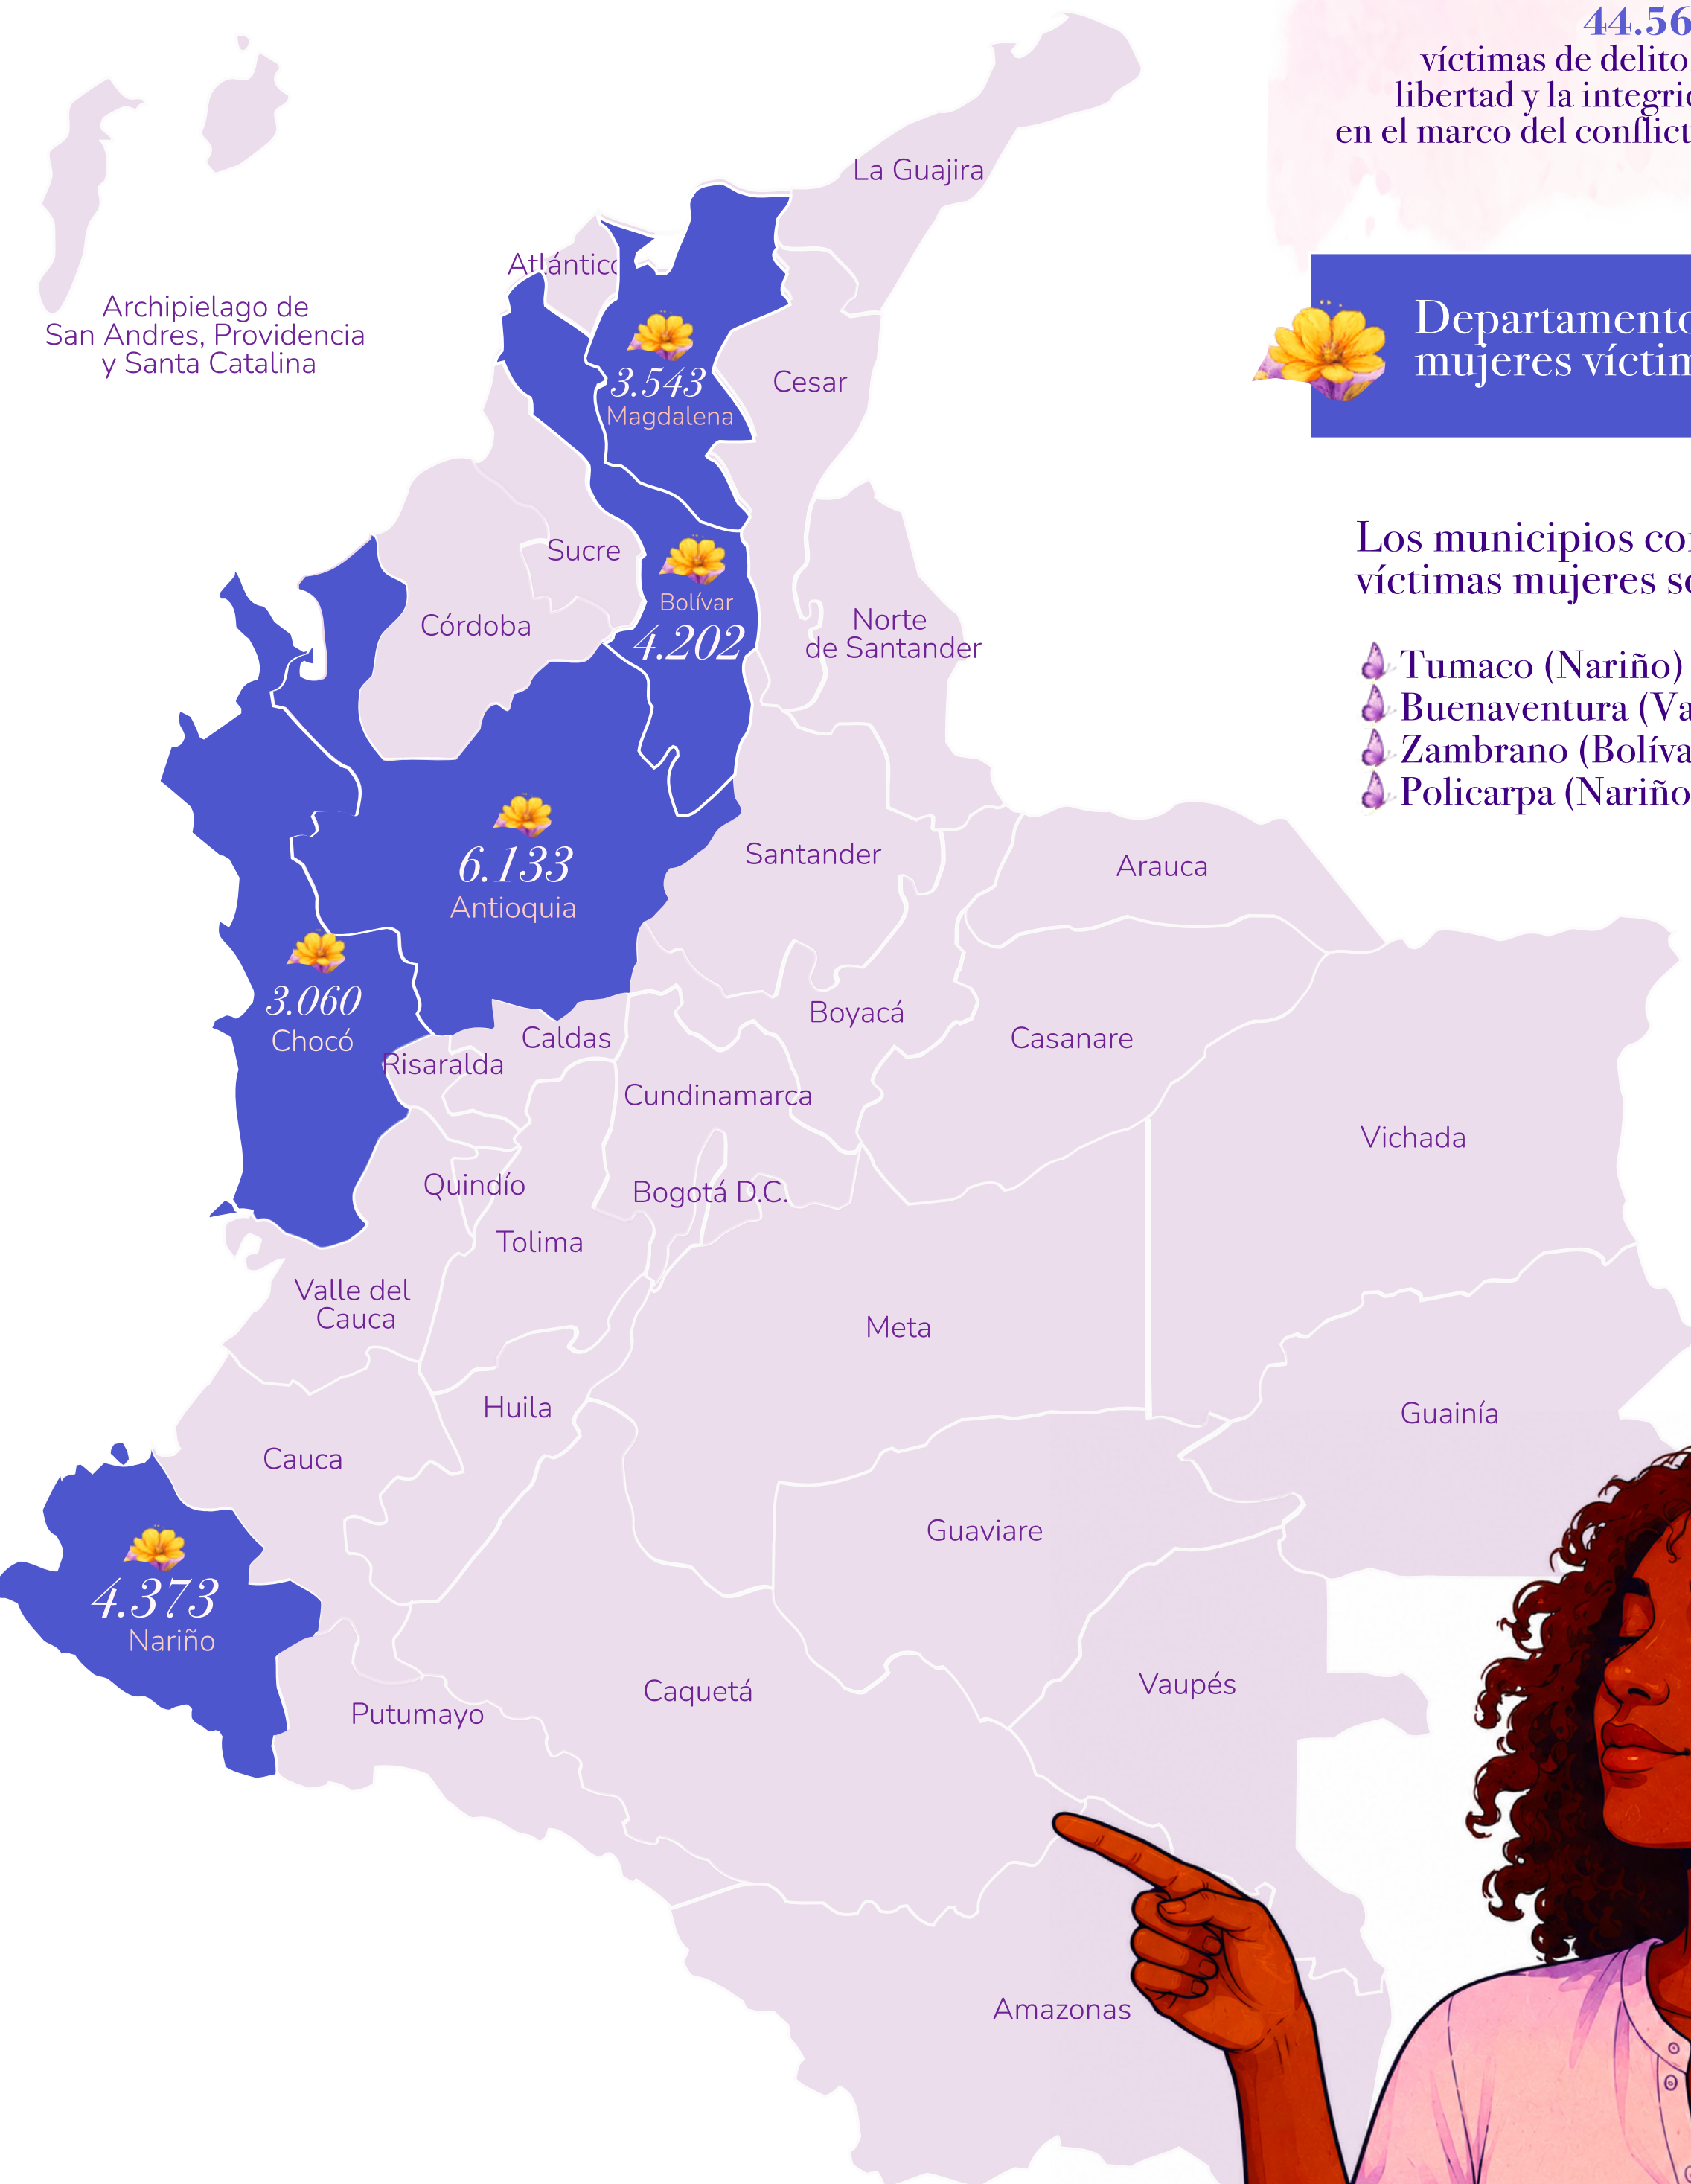 44.56
víctimas de delito
libertad y la integrid
en el marco del conflict
La Guajira
Atlántico
Archipielago de
San Andres, Providencia
y Santa Catalina
Departamento
mujeres víctim
3.543
Magdalena
Cesar
Sucre
Bolívar
4.202
Córdoba
Norte
de Santander
Los municipios con
víctimas mujeres so
Tumaco (Nariño)
Buenaventura (Va
Zambrano (Bolíva
Policarpa (Nariño
6.133
Antioquia
Santander
Arauca
3.060
Chocó
Boyacá
Caldas
Casanare
Risaralda
Cundinamarca
Vichada
Quindío
Bogotá D.C.
Tolima
Valle del
Cauca
Meta
Huila
Guainía
Cauca
Guaviare
4.373
Nariño
Caquetá
Vaupés
Putumayo
Amazonas